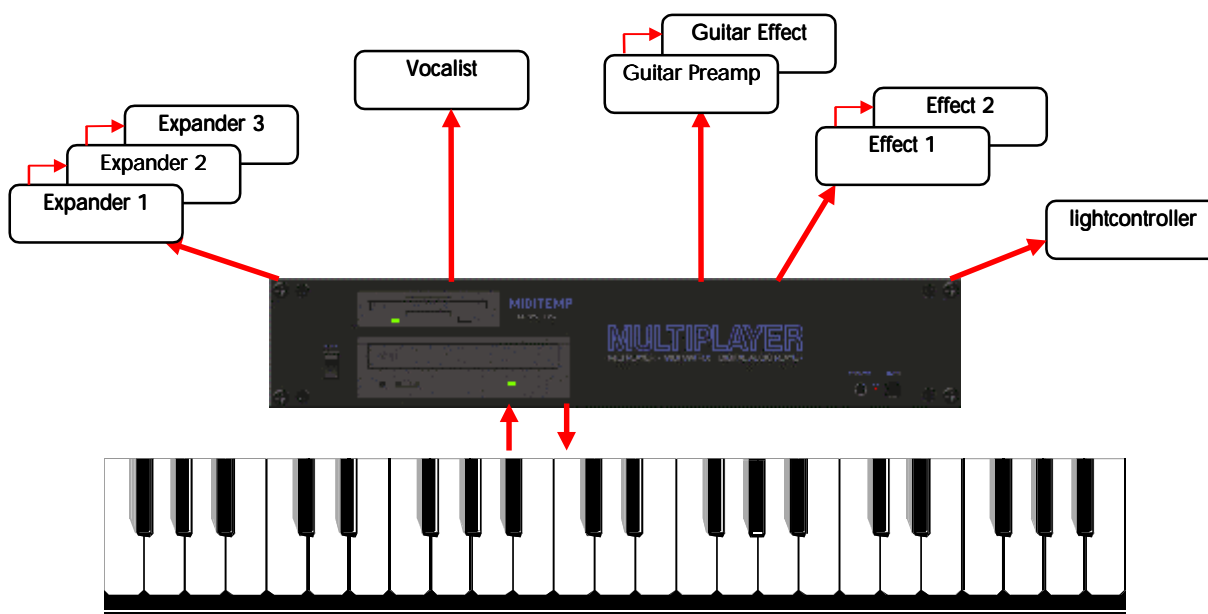 Guitar Effect
Guitar Preamp
Vocalist
Effect 2
Effect 1
Expander 3
Expander 2
Expander 1
lightcontroller
MIDITEMP
MULTIPLAYER